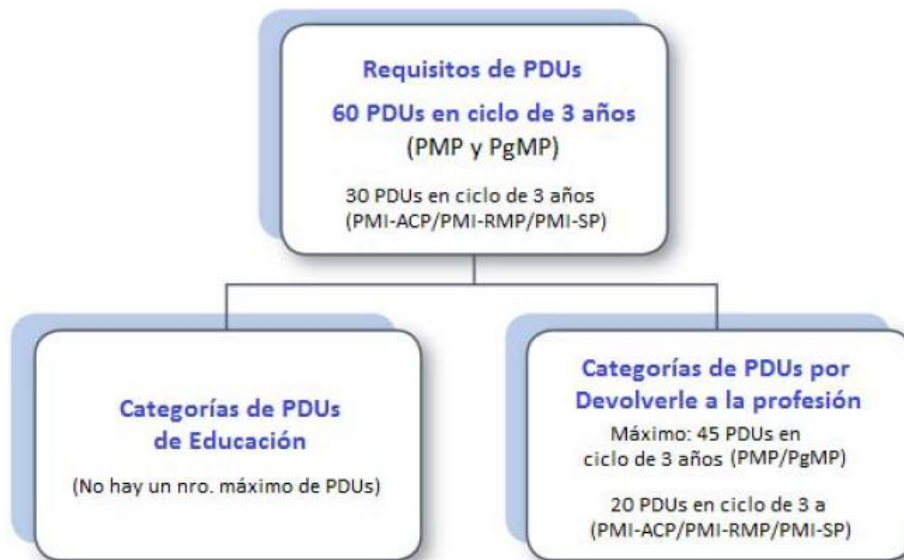 Requisitos de PDUs
60 PDUs en ciclo de 3 años
(PMP y PgMP)
30 PDUs en ciclo de 3 años
(PMI-ACP/PMI-RMP/PMI-SP)
Categorías de PDUs
de Educación
(No hay un nro. máximo de PDUs)
Categorías de PDUs por
Devolverle a la profesión
Máximo: 45 PDUs en
ciclo de 3 años (PMP/PgMP)
20 PDUs en ciclo de 3 a
(PMI-ACP/PMI-RMP/PMI-SP)